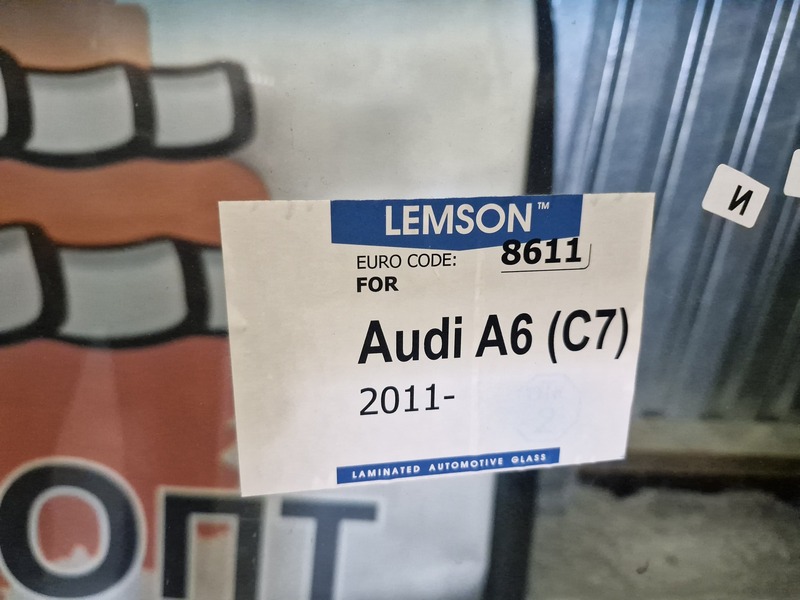 LEMSON™
EURO CODE: 8611
FOR
Audi A6 (C7)
2011-
LAMINATED AUTOMOTIVE GLASS
И
ОПТ